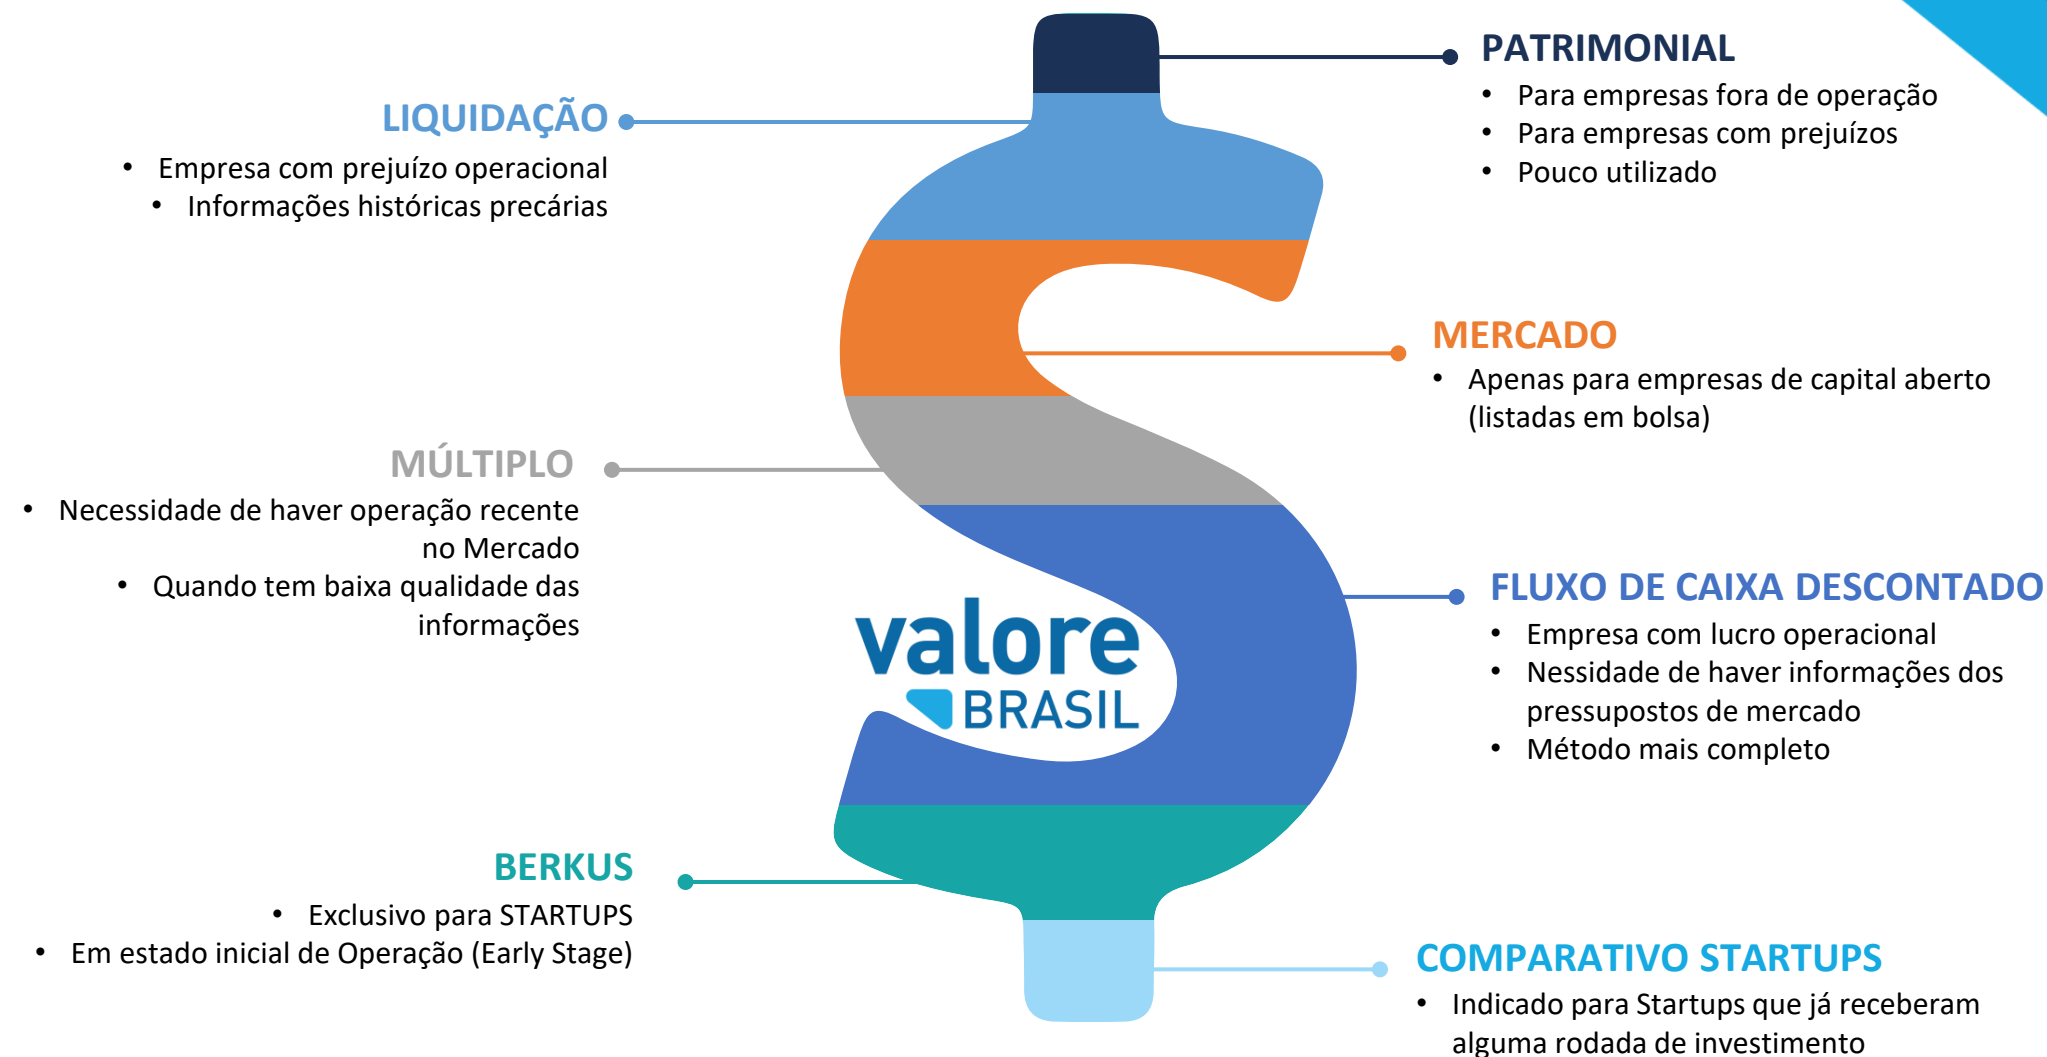 PATRIMONIAL
• Para empresas fora de operação
• Para empresas com prejuízos
• Pouco utilizado
LIQUIDAÇÃO
• Empresa com prejuízo operacional
• Informações históricas precárias
MERCADO
• Apenas para empresas de capital aberto
(listadas em bolsa)
MÚLTIPLO
• Necessidade de haver operação recente
no Mercado
• Quando tem baixa qualidade das
informações
FLUXO DE CAIXA DESCONTADO
• Empresa com lucro operacional
• Nessidade de haver informações dos
pressupostos de mercado
• Método mais completo
valore
BRASIL
BERKUS
• Exclusivo para STARTUPS
• Em estado inicial de Operação (Early Stage)
COMPARATIVO STARTUPS
• Indicado para Startups que já receberam
alguma rodada de investimento